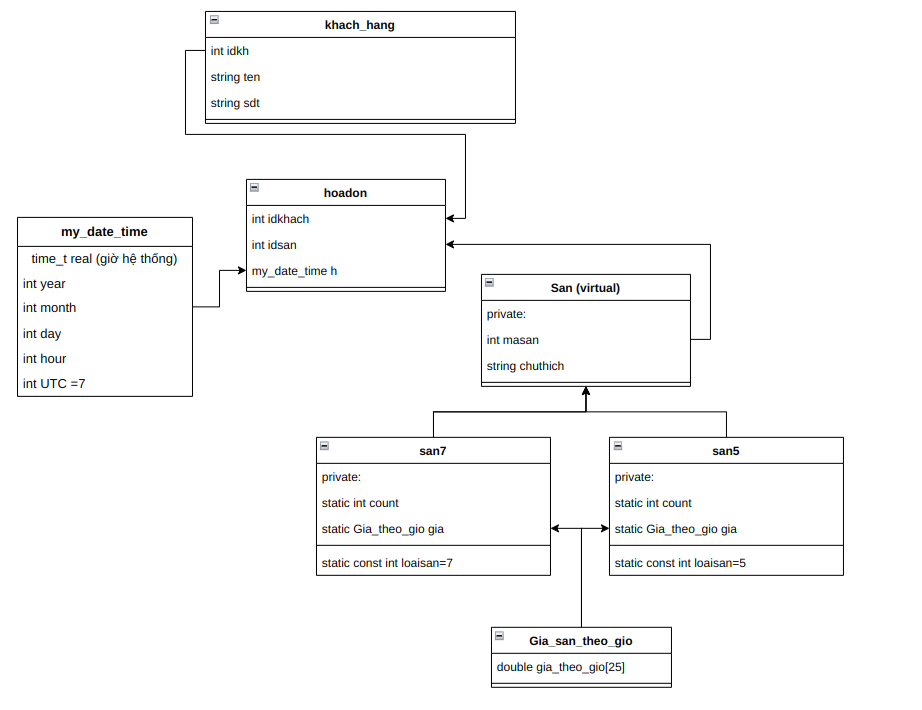 khach_hang
int idkh
string ten
string sdt
hoadon
int idkhach
int idsan
my_date_time h
my_date_time
time_t real (giờ hệ thống)
int year
int month
int day
int hour
int UTC =7
San (virtual)
private:
int masan
string chuthich
san7
private:
static int count
static Gia_theo_gio gia
static const int loaisan=7
san5
private:
static int count
static Gia_theo_gio gia
static const int loaisan=5
Gia_san_theo_gio
double gia_theo_gio[25]